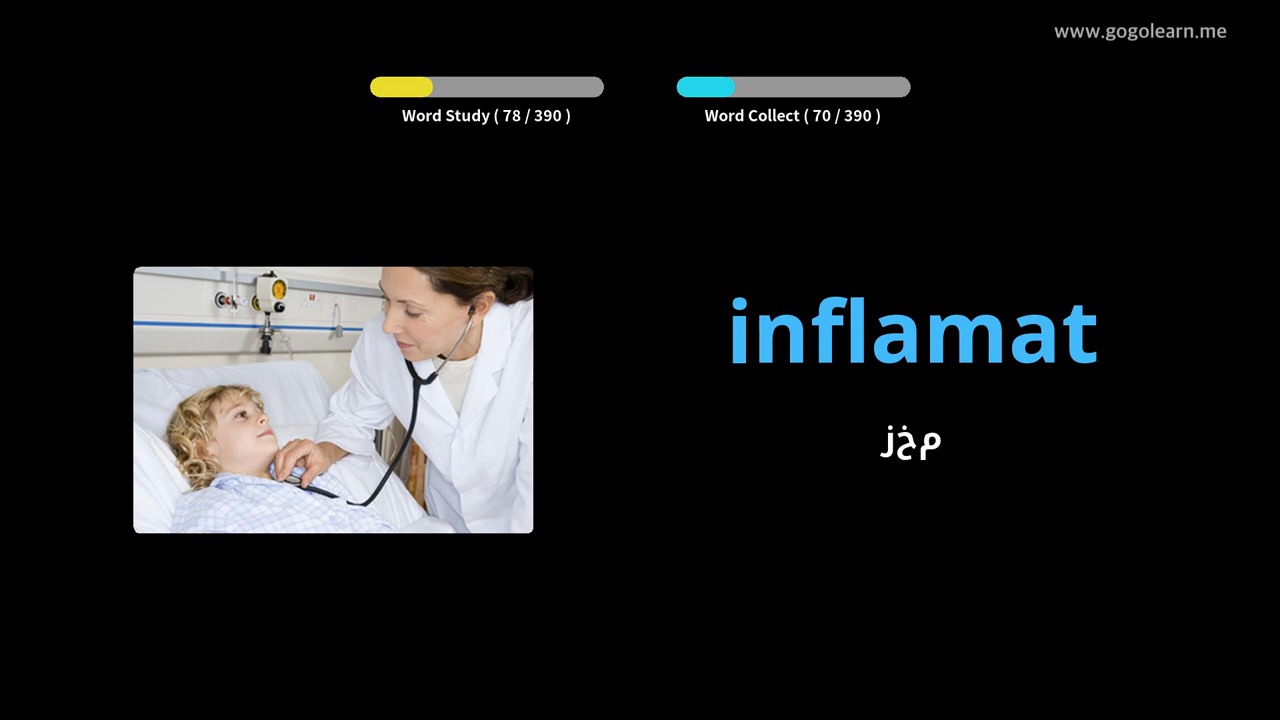 www.gogolearn.me
Word Study ( 78 / 390 )
Word Collect ( 70 / 390 )
inflamat
مخز